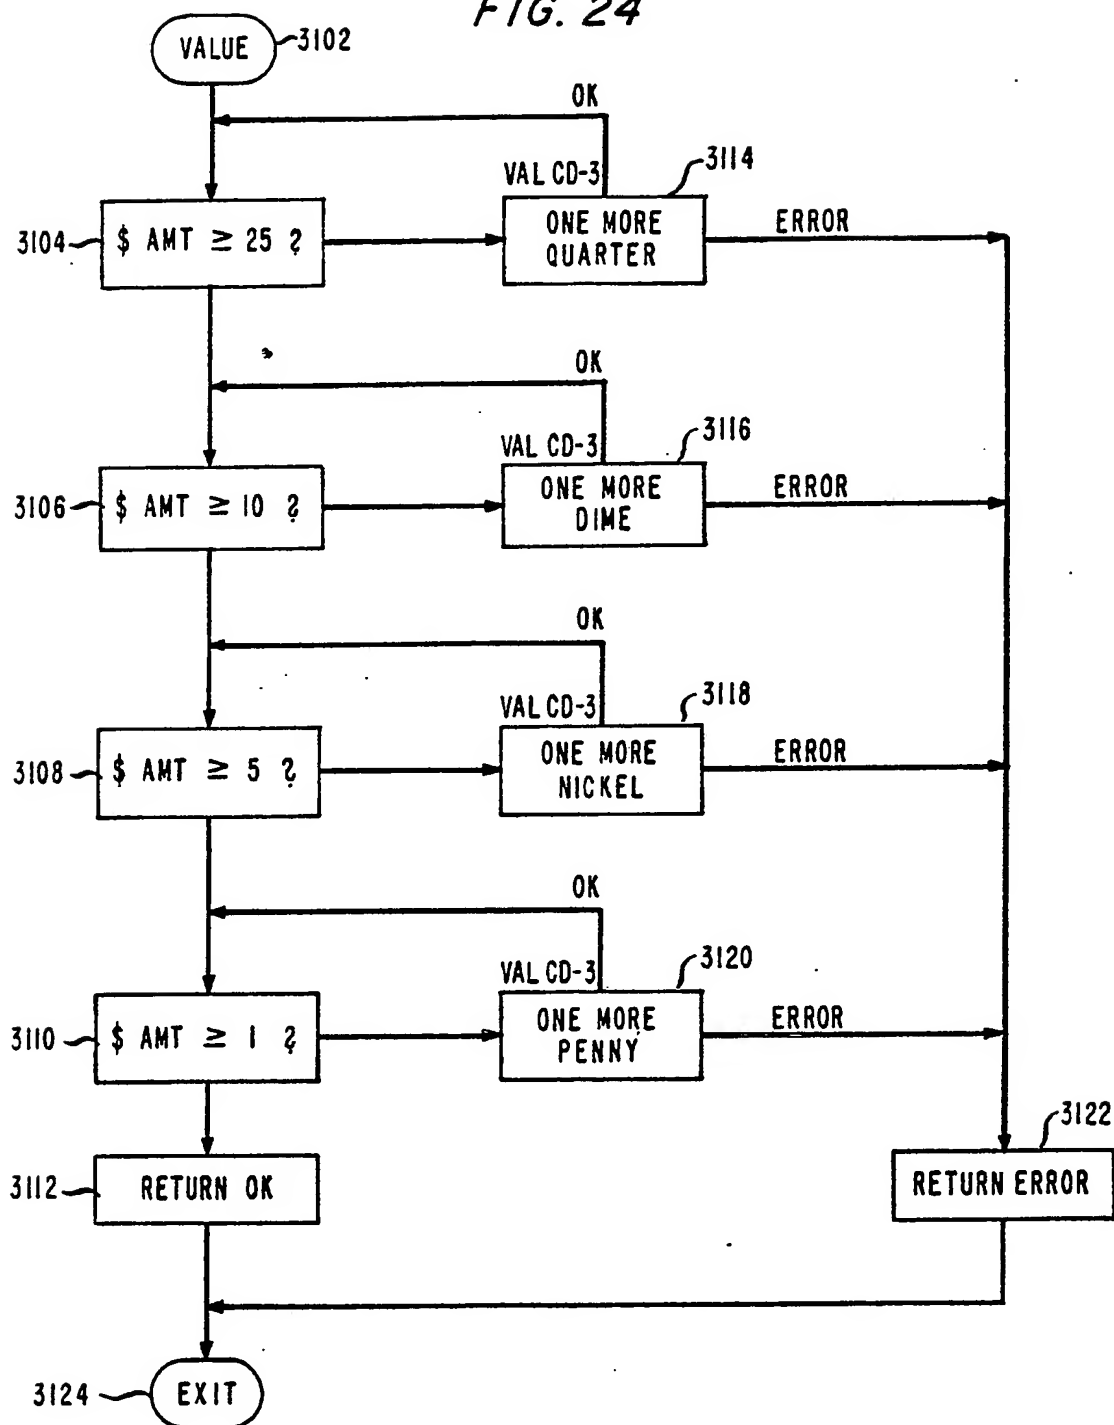 FIG. 24
VALUE
3102
OK
VAL CD-3
3114
3104
$ AMT ≥ 25 ?
ONE MORE
QUARTER
ERROR
OK
VAL CD-3
3116
3106
$ AMT ≥ 10 ?
ONE MORE
DIME
ERROR
OK
VAL CD-3
3118
3108
$ AMT ≥ 5 ?
ONE MORE
NICKEL
ERROR
OK
VAL CD-3
3120
3110
$ AMT ≥ 1 ?
ONE MORE
PENNY
ERROR
3122
3112
RETURN OK
RETURN ERROR
3124
EXIT